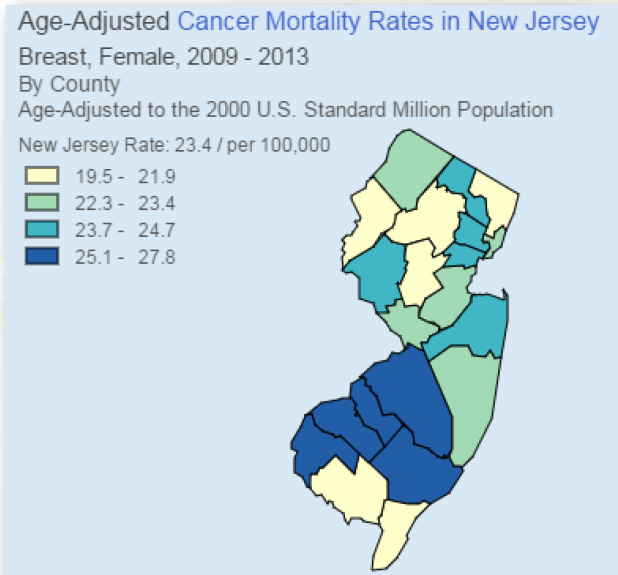 Age-Adjusted Cancer Mortality Rates in New Jersey
Breast, Female, 2009 - 2013
By County
Age-Adjusted to the 2000 U.S. Standard Million Population
New Jersey Rate: 23.4 / per 100,000
19.5 - 21.9
22.3 - 23.4
23.7 - 24.7
25.1 - 27.8